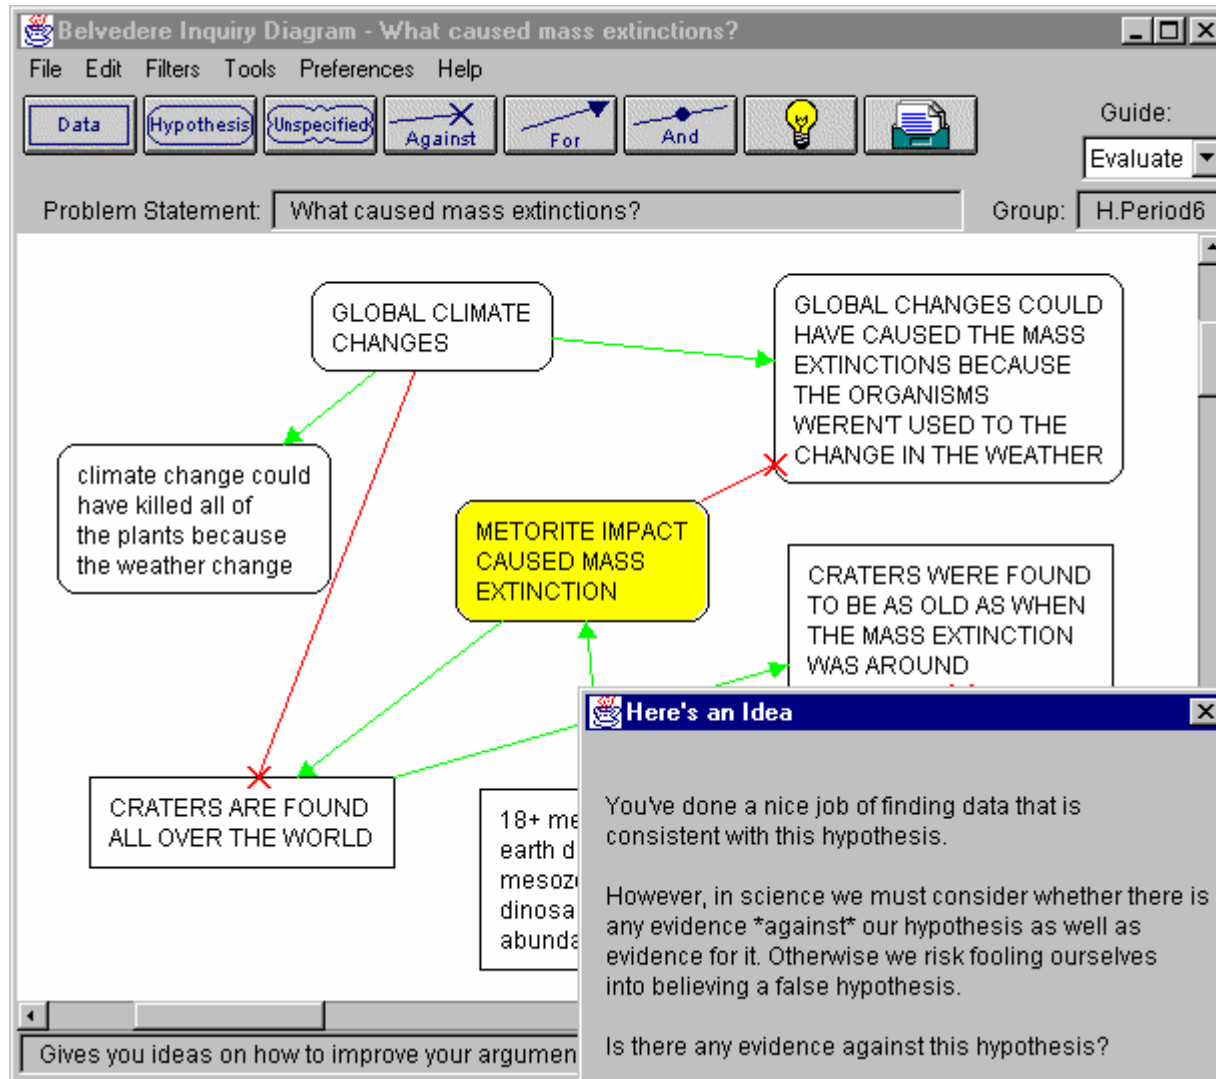 Belvedere Inquiry Diagram - What caused mass extinctions?
File Edit Filters Tools Preferences Help
Data Hypothesis Unspecified Against For And
Guide:
Evaluate
Problem Statement: What caused mass extinctions? Group: H.Period6
GLOBAL CLIMATE
CHANGES
GLOBAL CHANGES COULD
HAVE CAUSED THE MASS
EXTINCTIONS BECAUSE
THE ORGANISMS
WEREN'T USED TO THE
CHANGE IN THE WEATHER
climate change could
have killed all of
the plants because
the weather change
METORITE IMPACT
CAUSED MASS
EXTINCTION
CRATERS WERE FOUND
TO BE AS OLD AS WHEN
THE MASS EXTINCTION
WAS AROUND
CRATERS ARE FOUND
ALL OVER THE WORLD
18+ me
earth d
mesozo
dinosa
abunda
Here's an Idea
You've done a nice job of finding data that is
consistent with this hypothesis.
However, in science we must consider whether there is
any evidence *against* our hypothesis as well as
evidence for it. Otherwise we risk fooling ourselves
into believing a false hypothesis.
Is there any evidence against this hypothesis?
Gives you ideas on how to improve your argumen